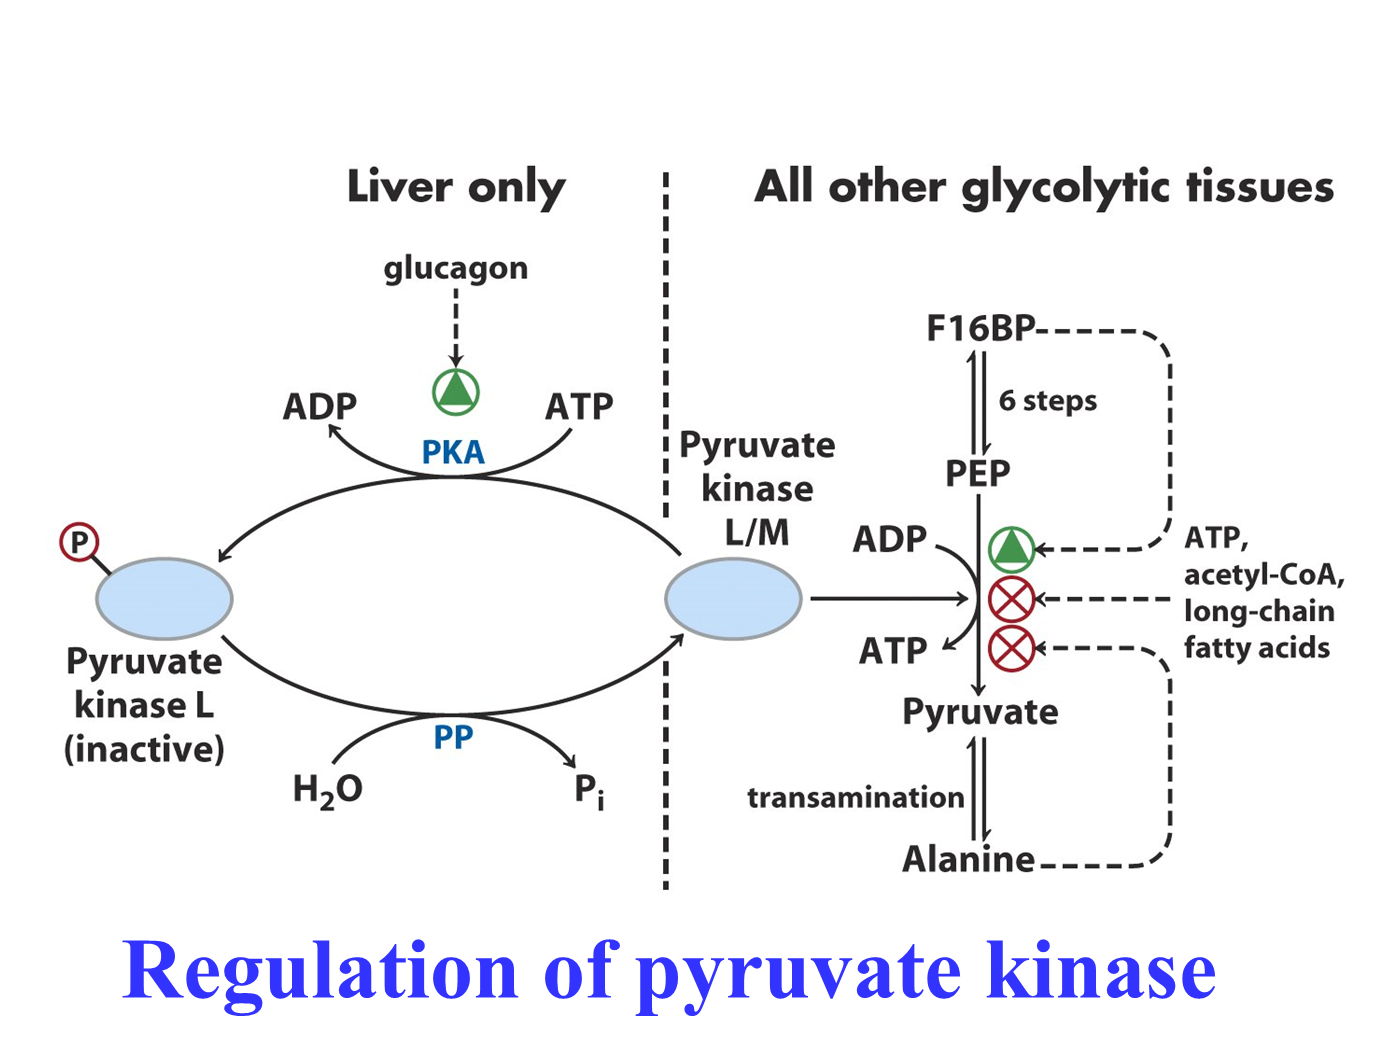 Liver only
All other glycolytic tissues
glucagon
ADP
ATP
PKA
P
Pyruvate
kinase L
(inactive)
PP
H₂O
Pᵢ
Pyruvate
kinase
L/M
F16BP
6 steps
PEP
ADP
ATP
ATP,
acetyl-CoA,
long-chain
fatty acids
Pyruvate
transamination
Alanine
Regulation of pyruvate kinase